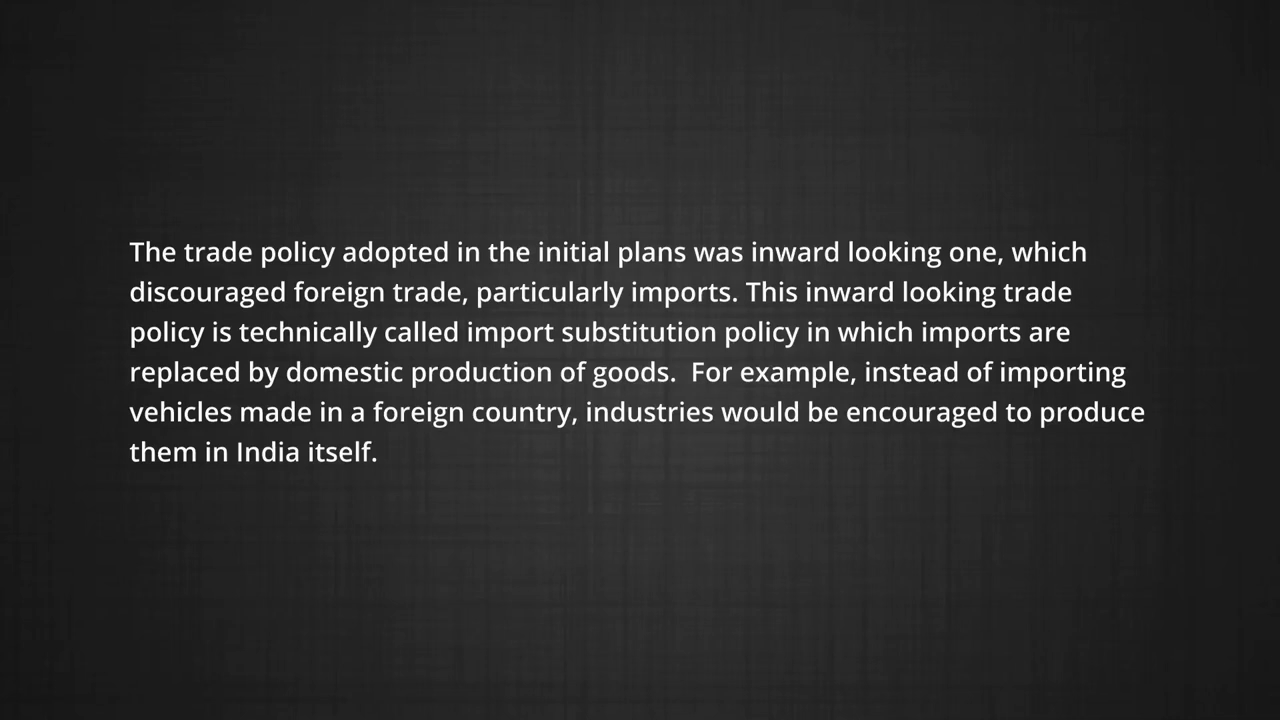 The trade policy adopted in the initial plans was inward looking one, which
discouraged foreign trade, particularly imports. This inward looking trade
policy is technically called import substitution policy in which imports are
replaced by domestic production of goods.  For example, instead of importing
vehicles made in a foreign country, industries would be encouraged to produce
them in India itself.